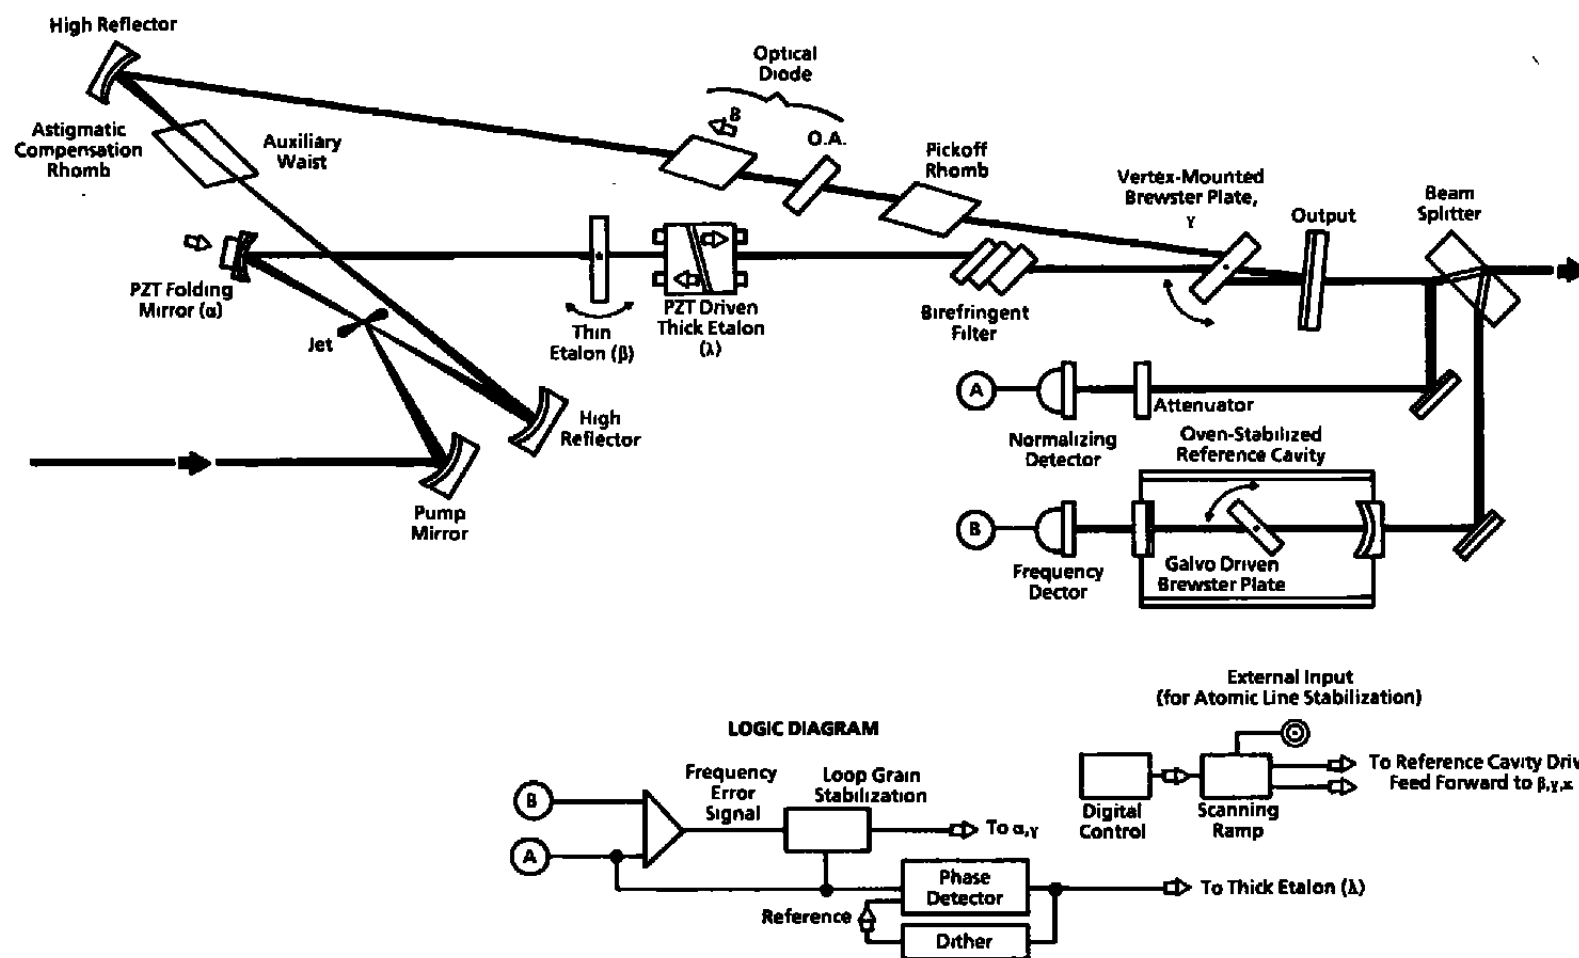 High Reflector
Optical
Diode
B
O.A.
Astigmatic
Compensation
Rhomb
Auxiliary
Waist
Pickoff
Rhomb
Vertex-Mounted
Brewster Plate,
γ
Output
Beam
Splitter
PZT Folding
Mirror (α)
Jet
Thin
Etalon (β)
PZT Driven
Thick Etalon
(λ)
Birefringent
Filter
High
Reflector
A
Attenuator
Normalizing
Detector
Oven-Stabilized
Reference Cavity
Pump
Mirror
B
Frequency
Dector
Galvo Driven
Brewster Plate
External Input
(for Atomic Line Stabilization)
LOGIC DIAGRAM
Frequency
Error
Signal
Loop Grain
Stabilization
B
A
To α,γ
Digital
Control
Scanning
Ramp
To Reference Cavity Driv
Feed Forward to β,γ,x
Phase
Detector
To Thick Etalon (λ)
Reference
Dither